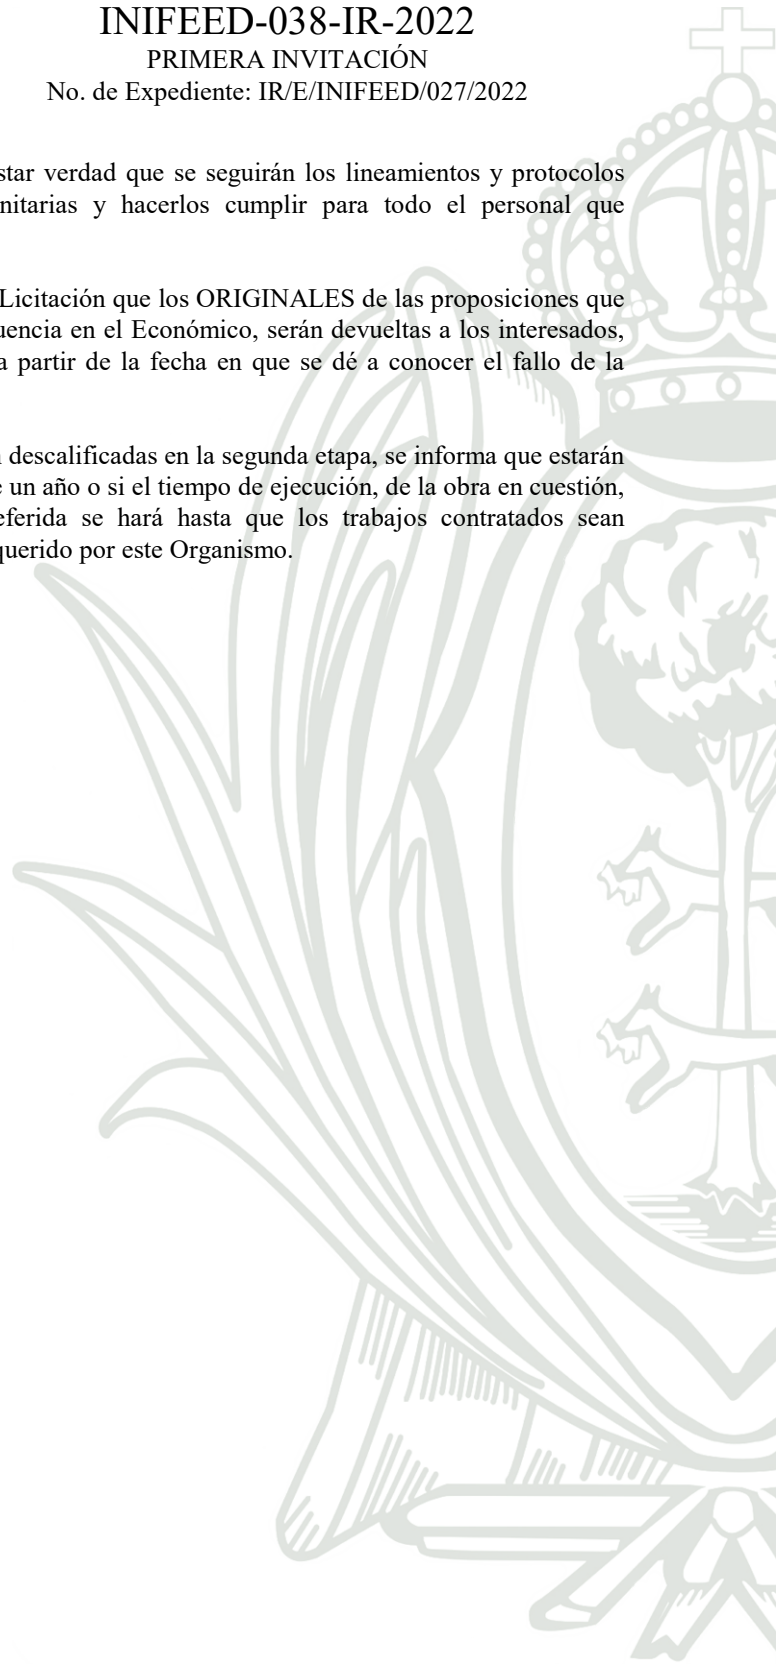 INIFEED-038-IR-2022
PRIMERA INVITACIÓN
No. de Expediente: IR/E/INIFEED/027/2022
star verdad que se seguirán los lineamientos y protocolos
nitarias y hacerlos cumplir para todo el personal que
Licitación que los ORIGINALES de las proposiciones que
uencia en el Económico, serán devueltas a los interesados,
a partir de la fecha en que se dé a conocer el fallo de la
descalificadas en la segunda etapa, se informa que estarán
un año o si el tiempo de ejecución, de la obra en cuestión,
eferida se hará hasta que los trabajos contratados sean
querido por este Organismo.